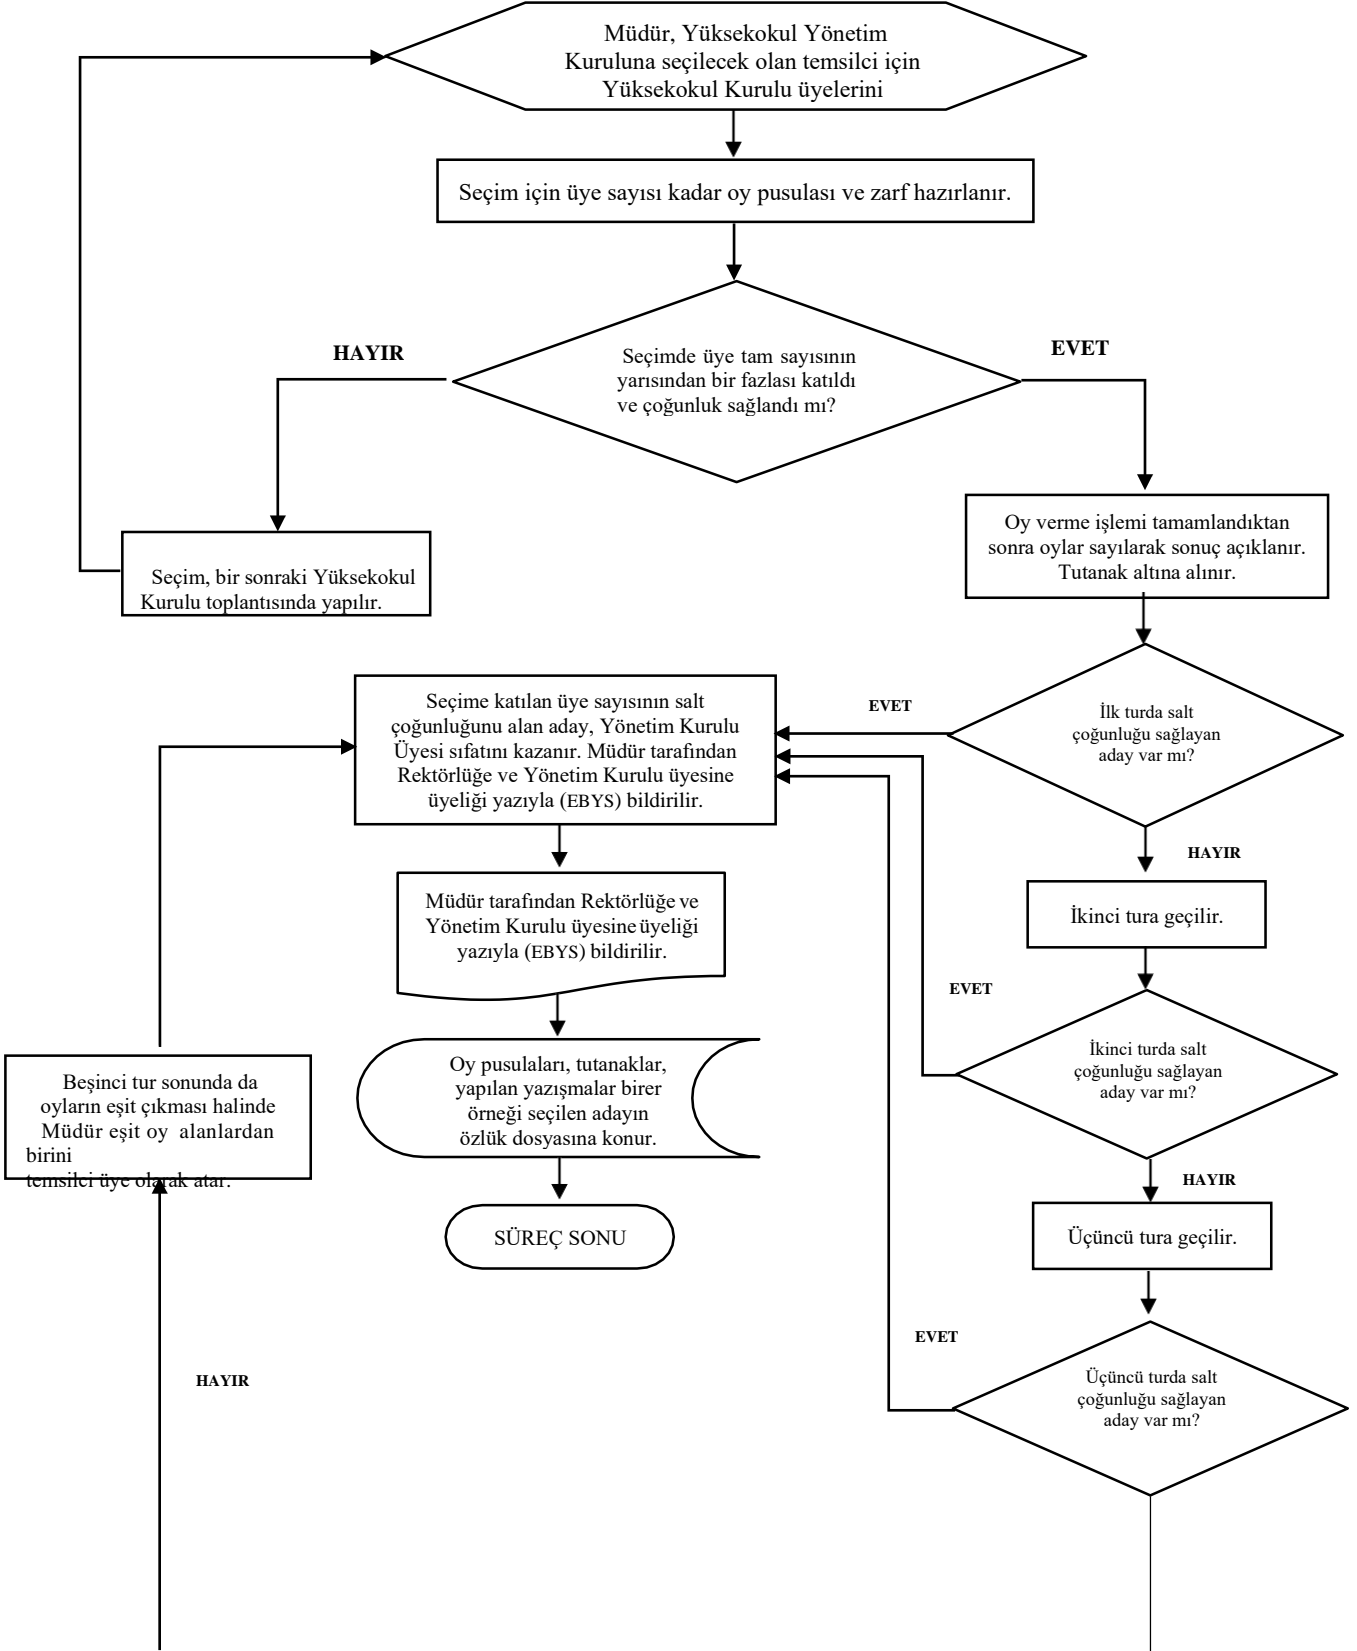 Müdür, Yüksekokul Yönetim
Kuruluna seçilecek olan temsilci için
Yüksekokul Kurulu üyelerini
Seçim için üye sayısı kadar oy pusulası ve zarf hazırlanır.
HAYIR
EVET
Seçimde üye tam sayısının
yarısından bir fazlası katıldı
ve çoğunluk sağlandı mı?
Oy verme işlemi tamamlandıktan
sonra oylar sayılarak sonuç açıklanır.
Tutanak altına alınır.
Seçim, bir sonraki Yüksekokul
Kurulu toplantısında yapılır.
Seçime katılan üye sayısının salt
çoğunluğunu alan aday, Yönetim Kurulu
Üyesi sıfatını kazanır. Müdür tarafından
Rektörlüğe ve Yönetim Kurulu üyesine
üyeliği yazıyla (EBYS) bildirilir.
EVET
İlk turda salt
çoğunluğu sağlayan
aday var mı?
HAYIR
Müdür tarafından Rektörlüğe ve
Yönetim Kurulu üyesine üyeliği
yazıyla (EBYS) bildirilir.
İkinci tura geçilir.
EVET
İkinci turda salt
çoğunluğu sağlayan
aday var mı?
Oy pusulaları, tutanaklar,
yapılan yazışmalar birer
örneği seçilen adayın
özlük dosyasına konur.
Beşinci tur sonunda da
oyların eşit çıkması halinde
Müdür eşit oy alanlardan
birini
temsilci üye olarak atar.
HAYIR
SÜREÇ SONU
Üçüncü tura geçilir.
EVET
HAYIR
Üçüncü turda salt
çoğunluğu sağlayan
aday var mı?